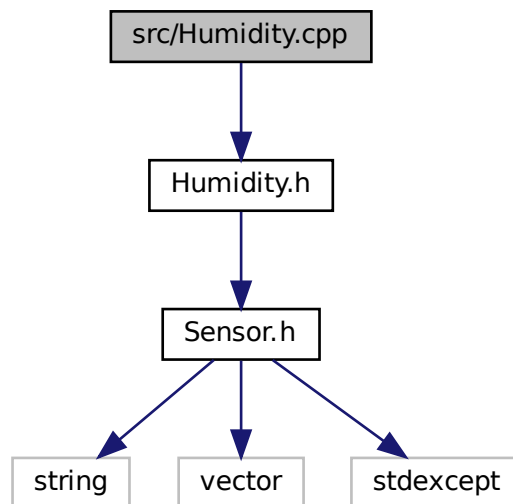 src/Humidity.cpp
Humidity.h
Sensor.h
string
vector
stdexcept